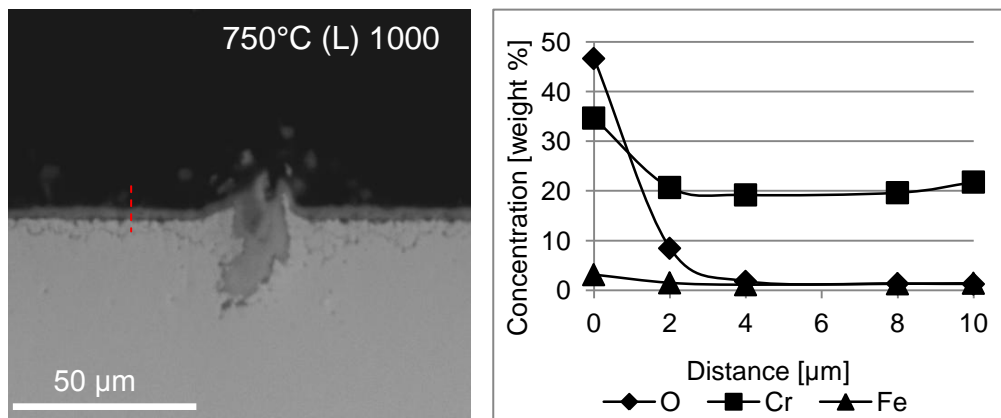 750°C (L) 1000
50 µm
Concentration [weight %]
50
40
30
20
10
0
0 2 4 6 8 10
Distance [µm]
O Cr Fe